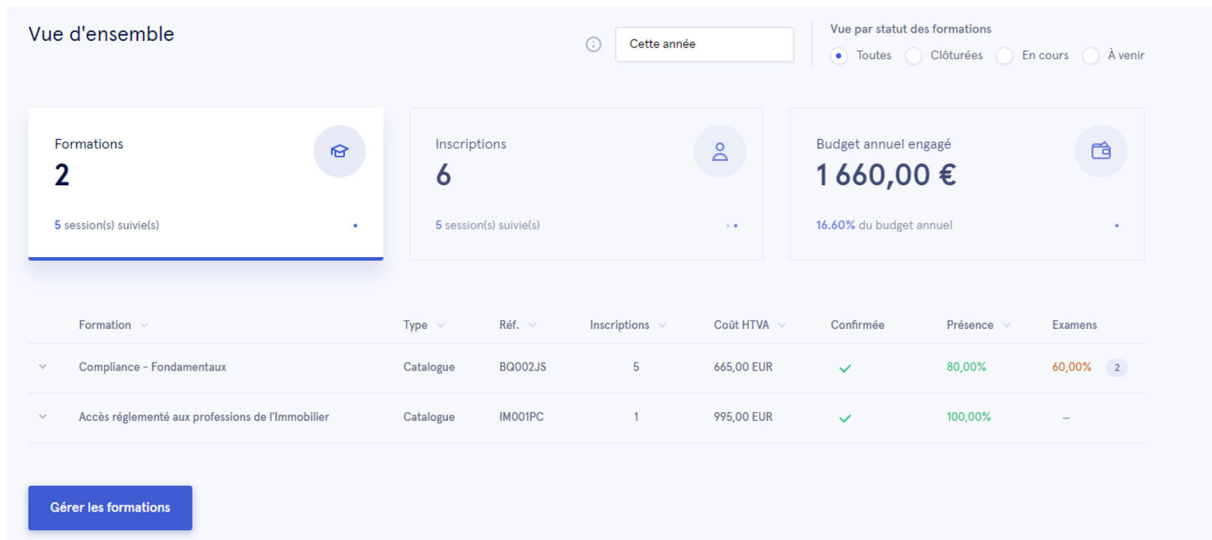 Vue d'ensemble
Cette année
Vue par statut des formations
Toutes Clôturées En cours À venir
Formations
2
5 session(s) suivie(s)
Inscriptions
6
5 session(s) suivie(s)
Budget annuel engagé
1 660,00 €
16.60% du budget annuel
Formation Type Réf. Inscriptions Coût HTVA Confirmée Présence Examens
Compliance - Fondamentaux Catalogue BQ002JS 5 665,00 EUR 80,00% 60,00% 2
Accès réglementé aux professions de l'Immobilier Catalogue IM001PC 1 995,00 EUR 100,00% –
Gérer les formations